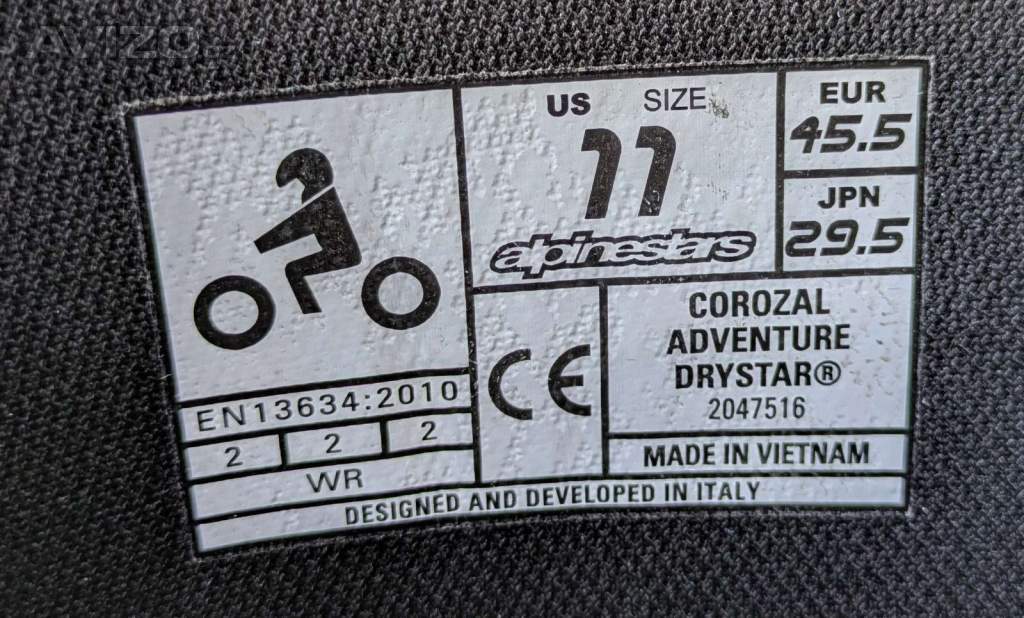 AVIZO
US SIZE
11
alpinestars
EUR
45.5
JPN
29.5
EN13634:2010
2 2 2
WR
CE
COROZAL
ADVENTURE
DRYSTAR®
2047516
MADE IN VIETNAM
DESIGNED AND DEVELOPED IN ITALY